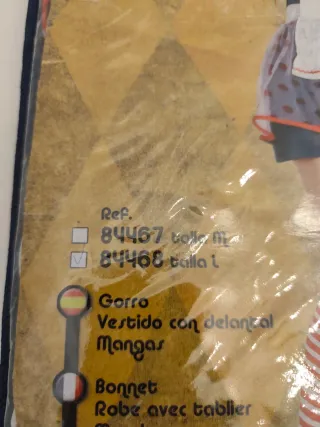 Ref.
84467 talla M
84468 talla L
Gorro
Vestido con delantal
Mangas
Bonnet
Robe avec tablier